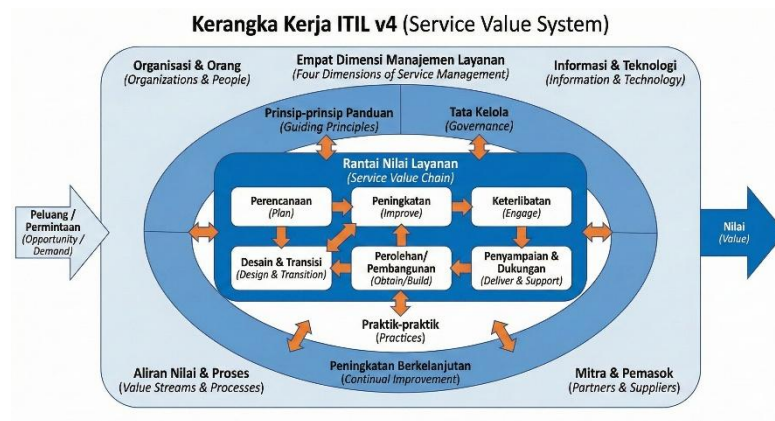 Kerangka Kerja ITIL v4 (Service Value System)
Organisasi & Orang
(Organizations & People)
Empat Dimensi Manajemen Layanan
(Four Dimensions of Service Management)
Informasi & Teknologi
(Information & Technology)
Prinsip-prinsip Panduan
(Guiding Principles)
Tata Kelola
(Governance)
Rantai Nilai Layanan
(Service Value Chain)
Perencanaan
(Plan)
Peningkatan
(Improve)
Keterlibatan
(Engage)
Peluang /
Permintaan
(Opportunity /
Demand)
Nilai
(Value)
Desain & Transisi
(Design & Transition)
Perolehan/
Pembangunan
(Obtain/Build)
Penyampaian &
Dukungan
(Deliver & Support)
Praktik-praktik
(Practices)
Aliran Nilai & Proses
(Value Streams & Processes)
Peningkatan Berkelanjutan
(Continual Improvement)
Mitra & Pemasok
(Partners & Suppliers)